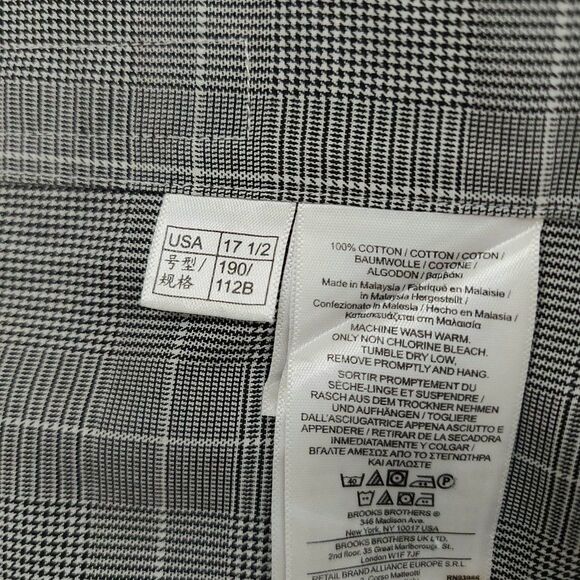 USA 17 1/2
号型/ 190/
规格 112B
100% COTTON / COTTON / COTON /
BAUMWOLLE / COTONE /
ALGODON / βαμβάκι
Made in Malaysia / Fabriqué en Malaisie /
in Malaysia Hergestellt /
Confezionato in Malesia / Hecho en Malasia /
Κατασκευάζεται στη Μαλαισία
MACHINE WASH WARM.
ONLY NON CHLORINE BLEACH.
TUMBLE DRY LOW.
REMOVE PROMPTLY AND HANG.
SORTIR PROMPTEMENT DU
SÈCHE-LINGE ET SUSPENDRE /
RASCH AUS DEM TROCKNER NEHMEN
UND AUFHÄNGEN / TOGLIERE
DALL'ASCIUGATRICE APPENA ASCIUTTO E
APPENDERE / RETIRAR DE LA SECADORA
INMEDIATAMENTE Y COLGAR /
ΒΓΑΛΤΕ ΑΜΕΣΩΣ ΑΠΟ ΤΟ ΣΤΕΓΝΩΤΗΡΑ
ΚΑΙ ΑΠΛΩΣΤΕ
40
BROOKS BROTHERS ®
346 Madison Ave.
New York, NY 10017 USA
BROOKS BROTHERS UK LTD.
2nd floor, 35 Great Marlborough St.,
London W1F 7JF
RETAIL BRAND ALLIANCE EUROPE S.R.L
Corso Matteotti